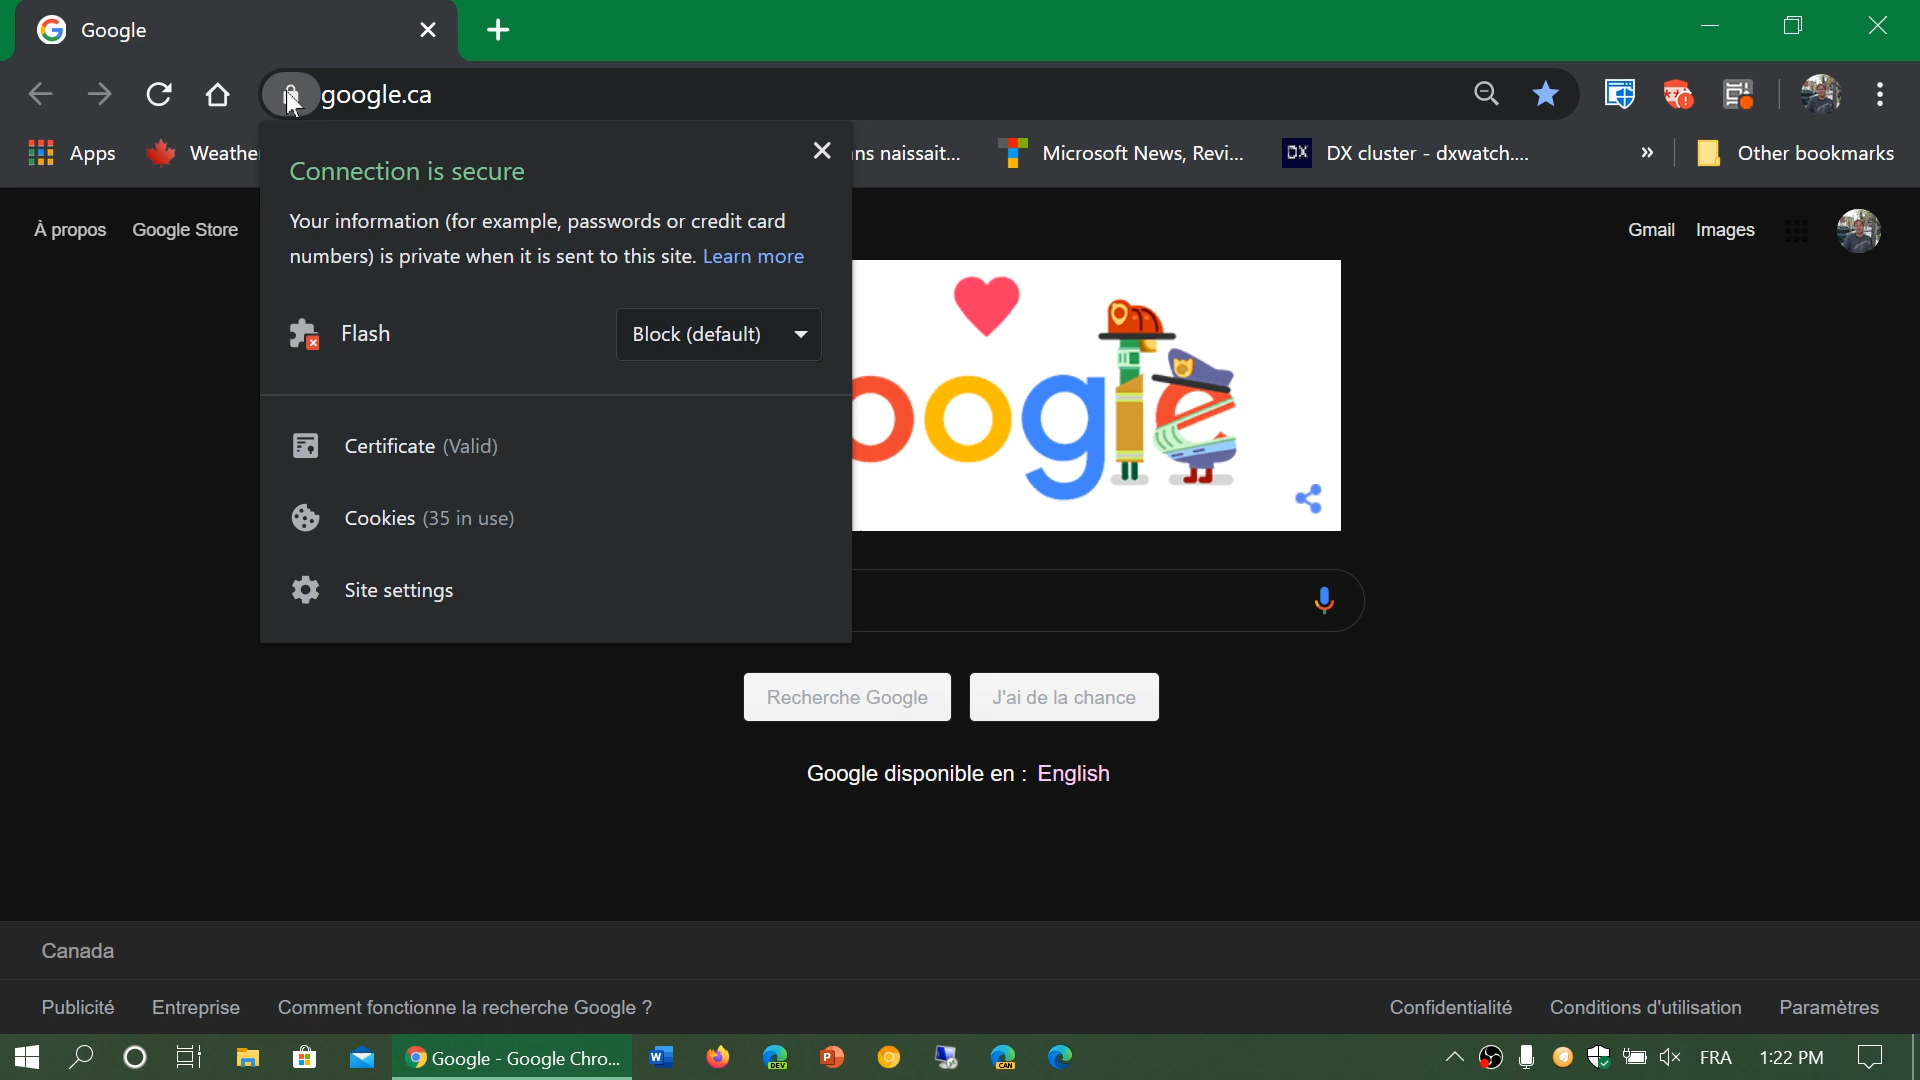 Google
google.ca
Apps
Weathe
ns naissait...
Microsoft News, Revi...
DX
DX cluster - dxwatch....
»
Other bookmarks
Connection is secure
Your information (for example, passwords or credit card
numbers) is private when it is sent to this site. Learn more
Flash
Block (default)
Certificate (Valid)
Cookies (35 in use)
Site settings
À propos
Google Store
Gmail
Images
oogle
Recherche Google
J'ai de la chance
Google disponible en : English
Canada
Publicité
Entreprise
Comment fonctionne la recherche Google ?
Confidentialité
Conditions d'utilisation
Paramètres
Google - Google Chro...
W
DEV
P
CAN
FRA
1:22 PM